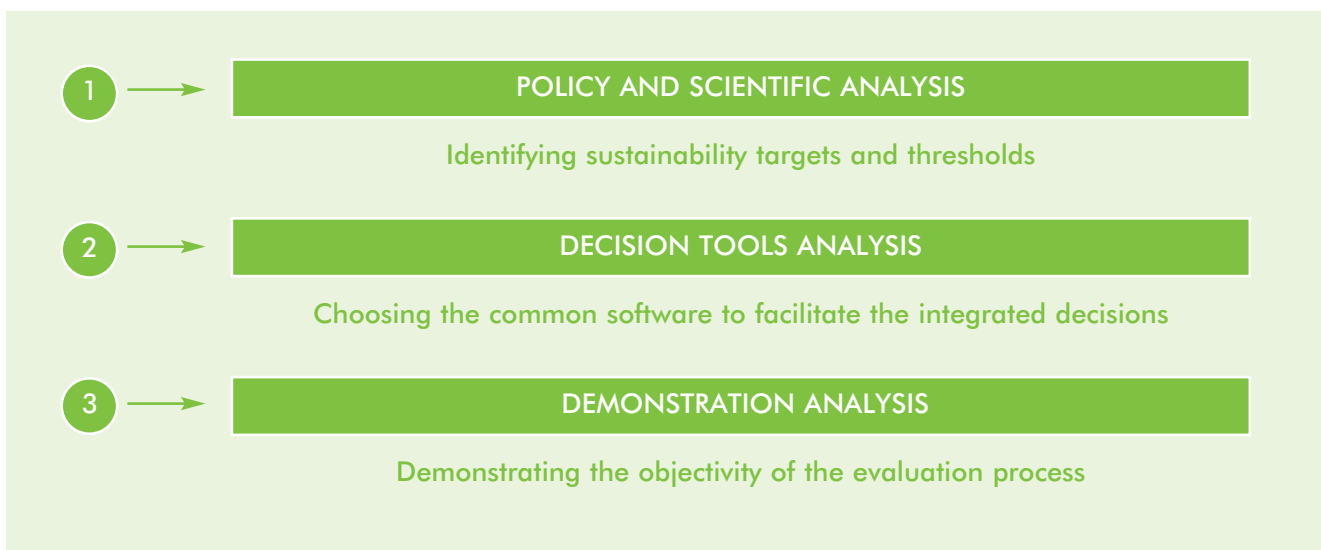 1
POLICY AND SCIENTIFIC ANALYSIS
Identifying sustainability targets and thresholds
2
DECISION TOOLS ANALYSIS
Choosing the common software to facilitate the integrated decisions
3
DEMONSTRATION ANALYSIS
Demonstrating the objectivity of the evaluation process